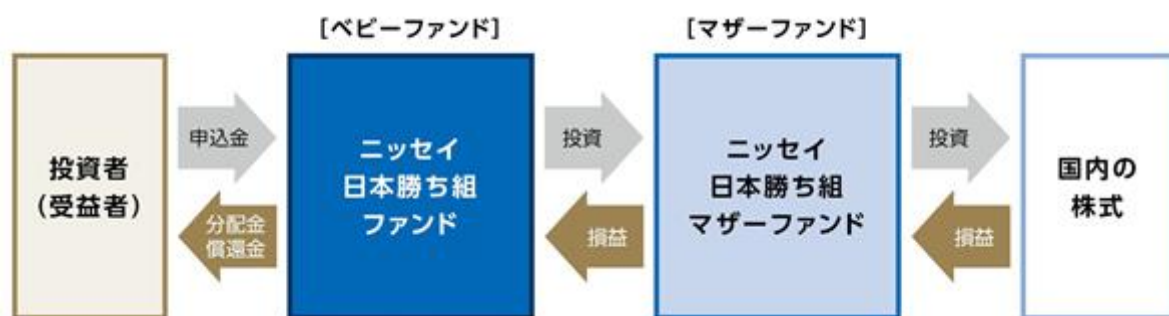 [ベビーファンド]
[マザーファンド]
投資者
(受益者)
申込金
分配金
償還金
ニッセイ
日本勝ち組
ファンド
投資
損益
ニッセイ
日本勝ち組
マザーファンド
投資
損益
国内の
株式